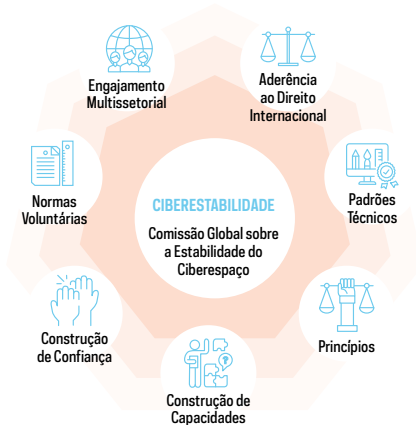 Engajamento
Multissetorial
Aderência
ao Direito
Internacional
Normas
Voluntárias
CIBERESTABILIDADE
Comissão Global sobre
a Estabilidade do
Ciberespaço
Padrões
Técnicos
Construção
de Confiança
Princípios
Construção de
Capacidades